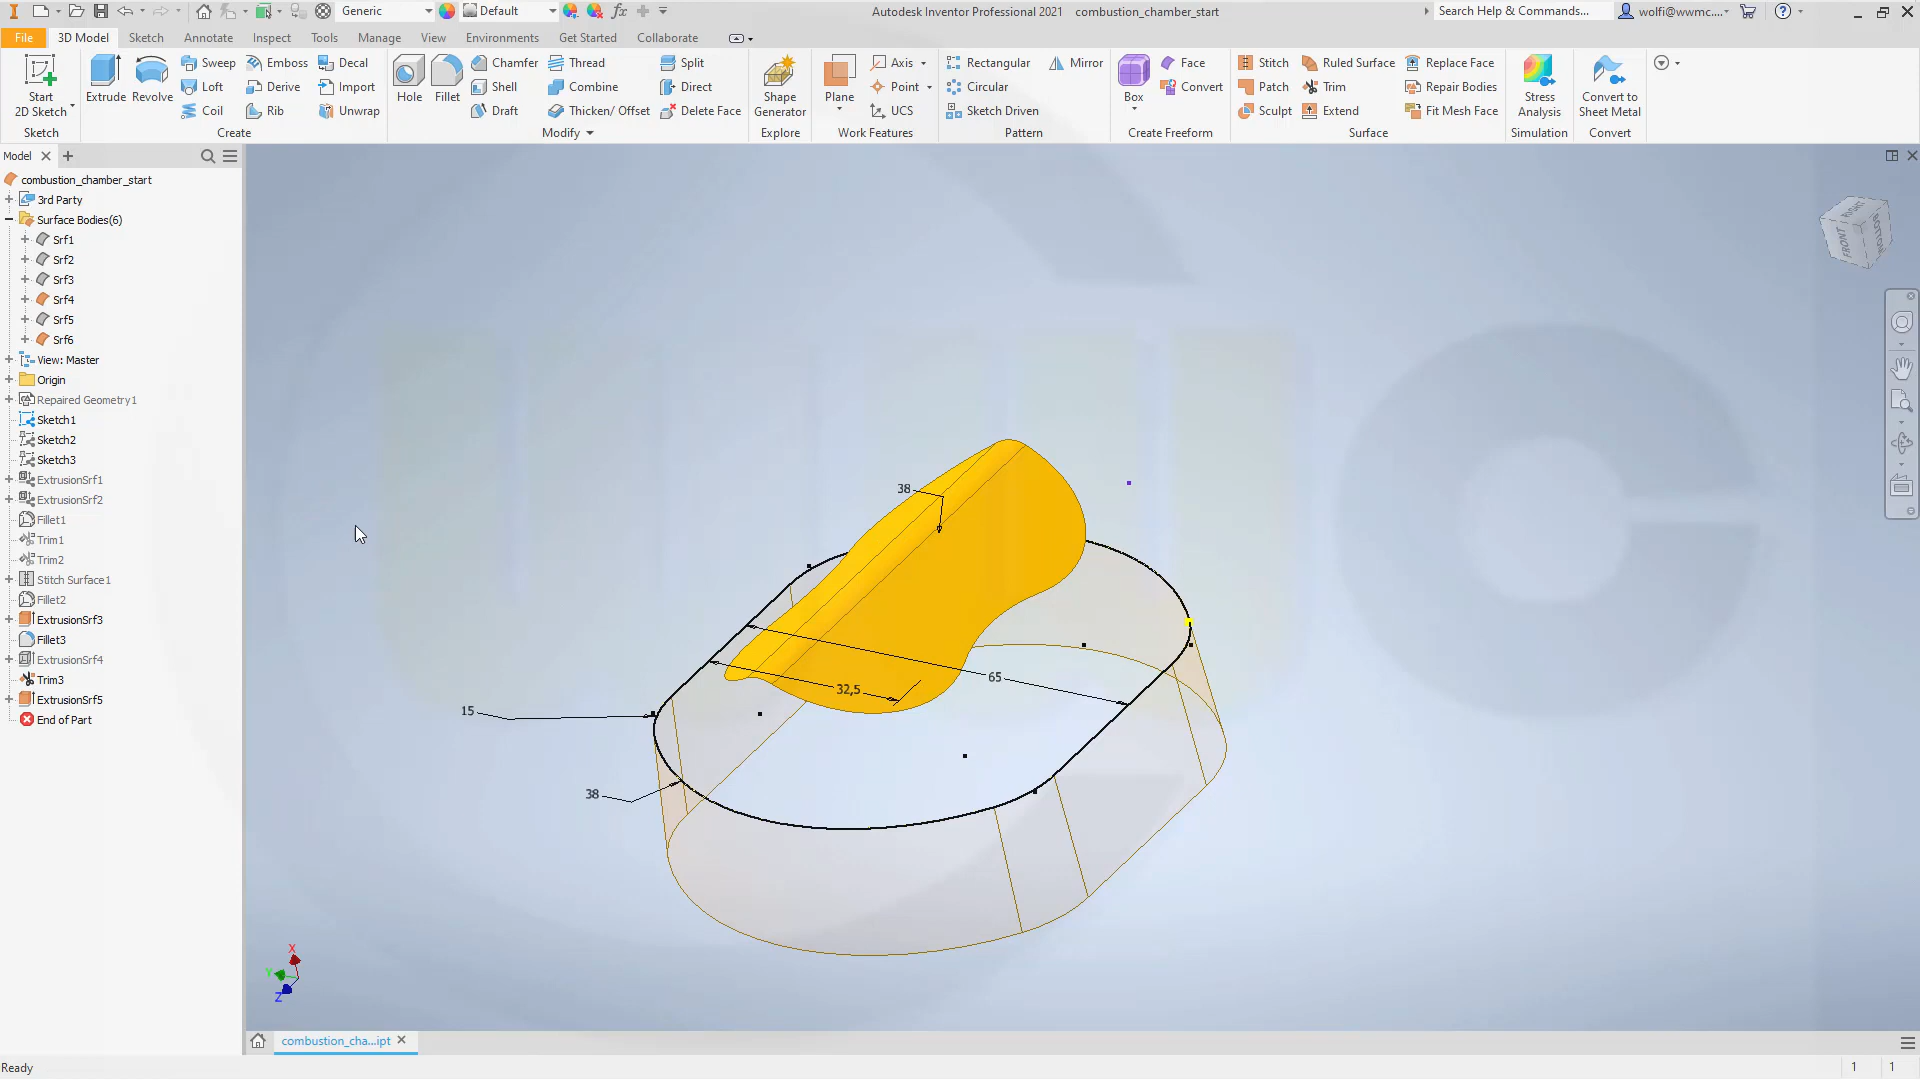 Generic
Default
Autodesk Inventor Professional 2021 combustion_chamber_start
Search Help & Commands...
wolfi@wwmc....
File 3D Model Sketch Annotate Inspect Tools Manage View Environments Get Started Collaborate
Start
2D Sketch
Extrude
Revolve
Sweep
Loft
Coil
Emboss
Derive
Rib
Decal
Import
Unwrap
Hole
Fillet
Chamfer
Shell
Draft
Thread
Combine
Thicken/ Offset
Split
Direct
Delete Face
Shape
Generator
Plane
Axis
Point
UCS
Rectangular
Circular
Sketch Driven
Mirror
Box
Face
Convert
Stitch
Patch
Sculpt
Ruled Surface
Trim
Extend
Replace Face
Repair Bodies
Fit Mesh Face
Stress
Analysis
Convert to
Sheet Metal
Sketch Create Modify Explore Work Features Pattern Create Freeform Surface Simulation Convert
Model
combustion_chamber_start
3rd Party
Surface Bodies(6)
Srf1
Srf2
Srf3
Srf4
Srf5
Srf6
View: Master
Origin
Repaired Geometry1
Sketch1
Sketch2
Sketch3
ExtrusionSrf1
ExtrusionSrf2
Fillet1
Trim1
Trim2
Stitch Surface1
Fillet2
ExtrusionSrf3
Fillet3
ExtrusionSrf4
Trim3
ExtrusionSrf5
End of Part
RIGHT
FRONT
BOTTOM
38
65
32,5
15
38
X
Y
Z
combustion_cha...ipt
Ready
1 1